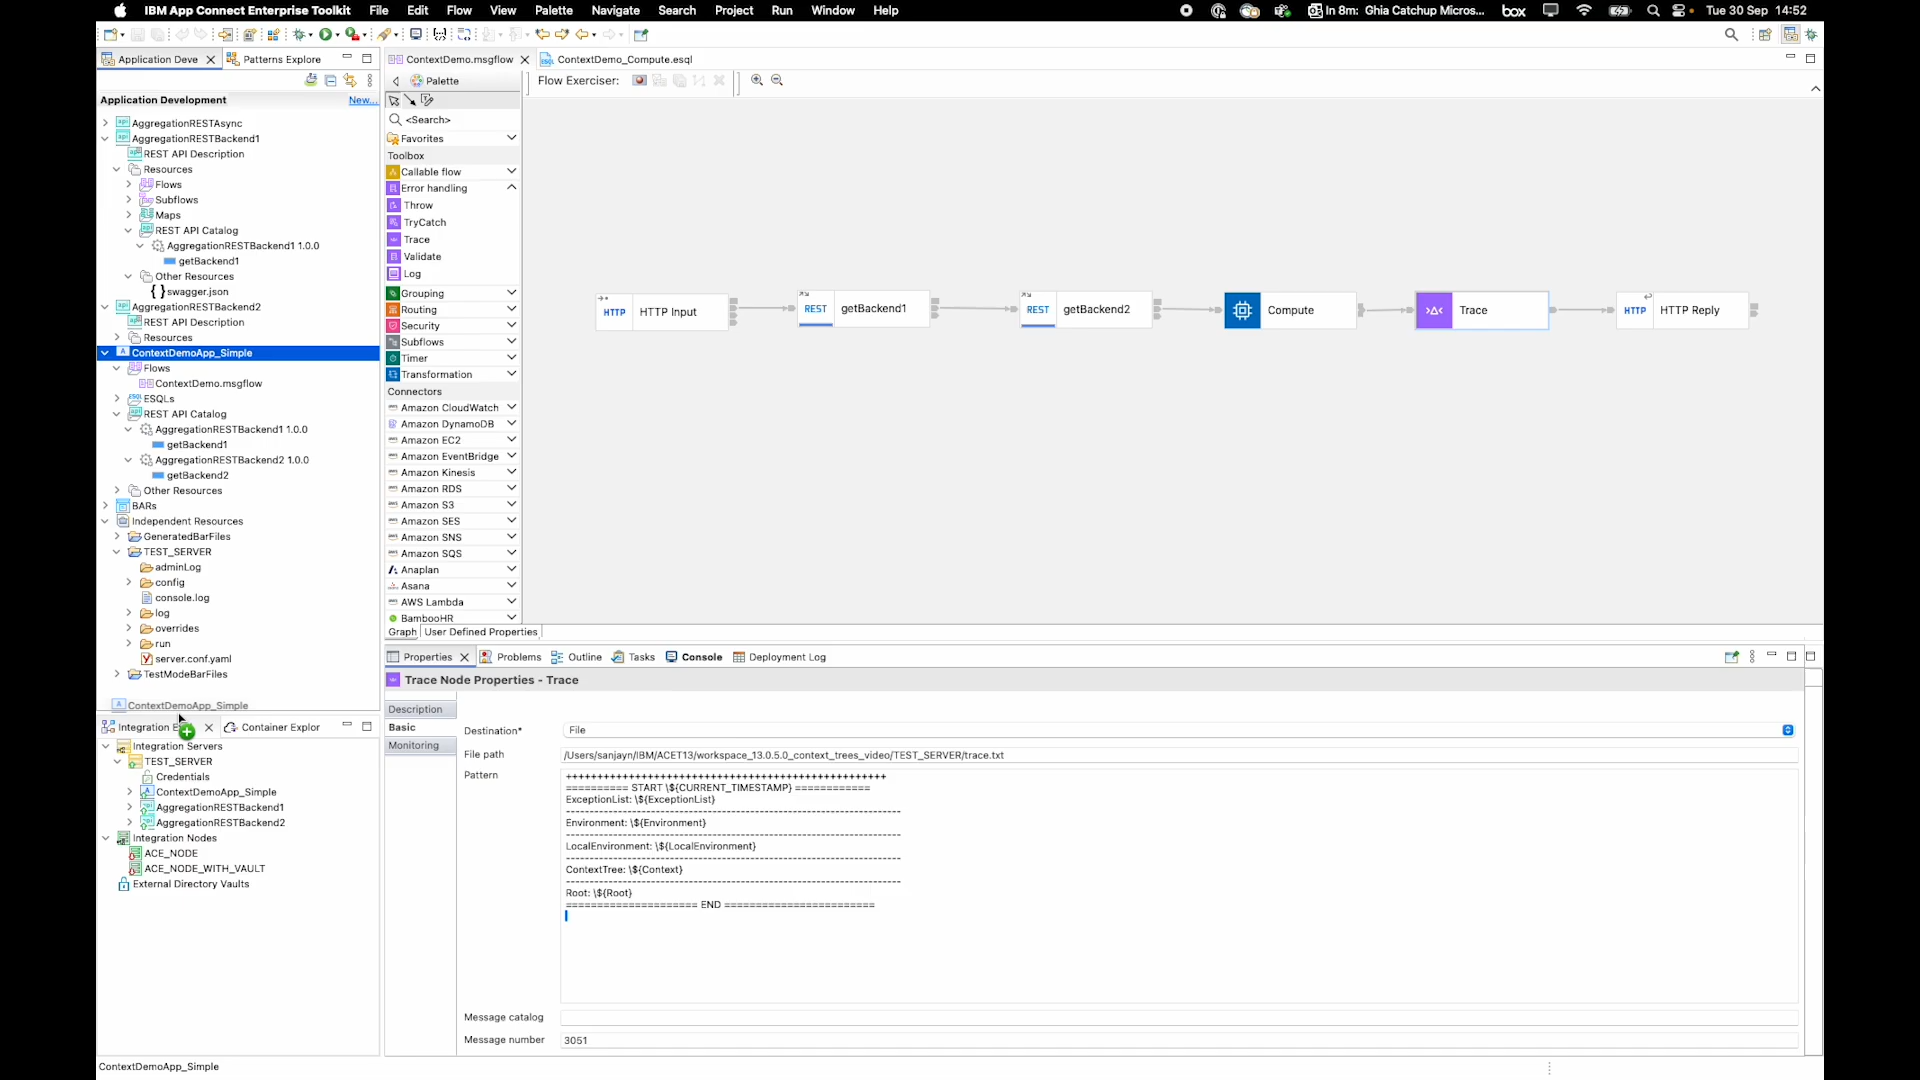 IBM App Connect Enterprise Toolkit File Edit Flow View Palette Navigate Search Project Run Window Help In 8m: Ghia Catchup Micros... box Tue 30 Sep 14:52
Application Deve Patterns Explore
Application Development New...
AggregationRESTAsync
AggregationRESTBackend1
REST API Description
Resources
Flows
Subflows
Maps
REST API Catalog
AggregationRESTBackend1 1.0.0
getBackend1
Other Resources
{ } swagger.json
AggregationRESTBackend2
REST API Description
Resources
ContextDemoApp_Simple
Flows
ContextDemo.msgflow
ESQLs
REST API Catalog
AggregationRESTBackend1 1.0.0
getBackend1
AggregationRESTBackend2 1.0.0
getBackend2
Other Resources
BARs
Independent Resources
GeneratedBarFiles
TEST_SERVER
adminLog
config
console.log
log
overrides
run
server.conf.yaml
TestModeBarFiles
ContextDemoApp_Simple
Integration E Container Explor
Integration Servers
TEST_SERVER
Credentials
ContextDemoApp_Simple
AggregationRESTBackend1
AggregationRESTBackend2
Integration Nodes
ACE_NODE
ACE_NODE_WITH_VAULT
External Directory Vaults
ContextDemo.msgflow ContextDemo_Compute.esql
Palette
Flow Exerciser:
<Search>
Favorites
Toolbox
Callable flow
Error handling
Throw
TryCatch
Trace
Validate
Log
Grouping
Routing
Security
Subflows
Timer
Transformation
Connectors
Amazon CloudWatch
Amazon DynamoDB
Amazon EC2
Amazon EventBridge
Amazon Kinesis
Amazon RDS
Amazon S3
Amazon SES
Amazon SNS
Amazon SQS
Anaplan
Asana
AWS Lambda
BambooHR
HTTP HTTP Input
REST getBackend1
REST getBackend2
Compute
Trace
HTTP HTTP Reply
Graph User Defined Properties
Properties Problems Outline Tasks Console Deployment Log
Trace Node Properties - Trace
Description
Basic
Monitoring
Destination* File
File path /Users/sanjayn/IBM/ACET13/workspace_13.0.5.0_context_trees_video/TEST_SERVER/trace.txt
Pattern
++++++++++++++++++++++++++++++++++++++++++++++++++++
========== START \${CURRENT_TIMESTAMP} ============
ExceptionList: \${ExceptionList}
--------------------------------------------------------------------------------
Environment: \${Environment}
--------------------------------------------------------------------------------
LocalEnvironment: \${LocalEnvironment}
--------------------------------------------------------------------------------
ContextTree: \${Context}
--------------------------------------------------------------------------------
Root: \${Root}
===================== END ========================
Message catalog
Message number 3051
ContextDemoApp_Simple